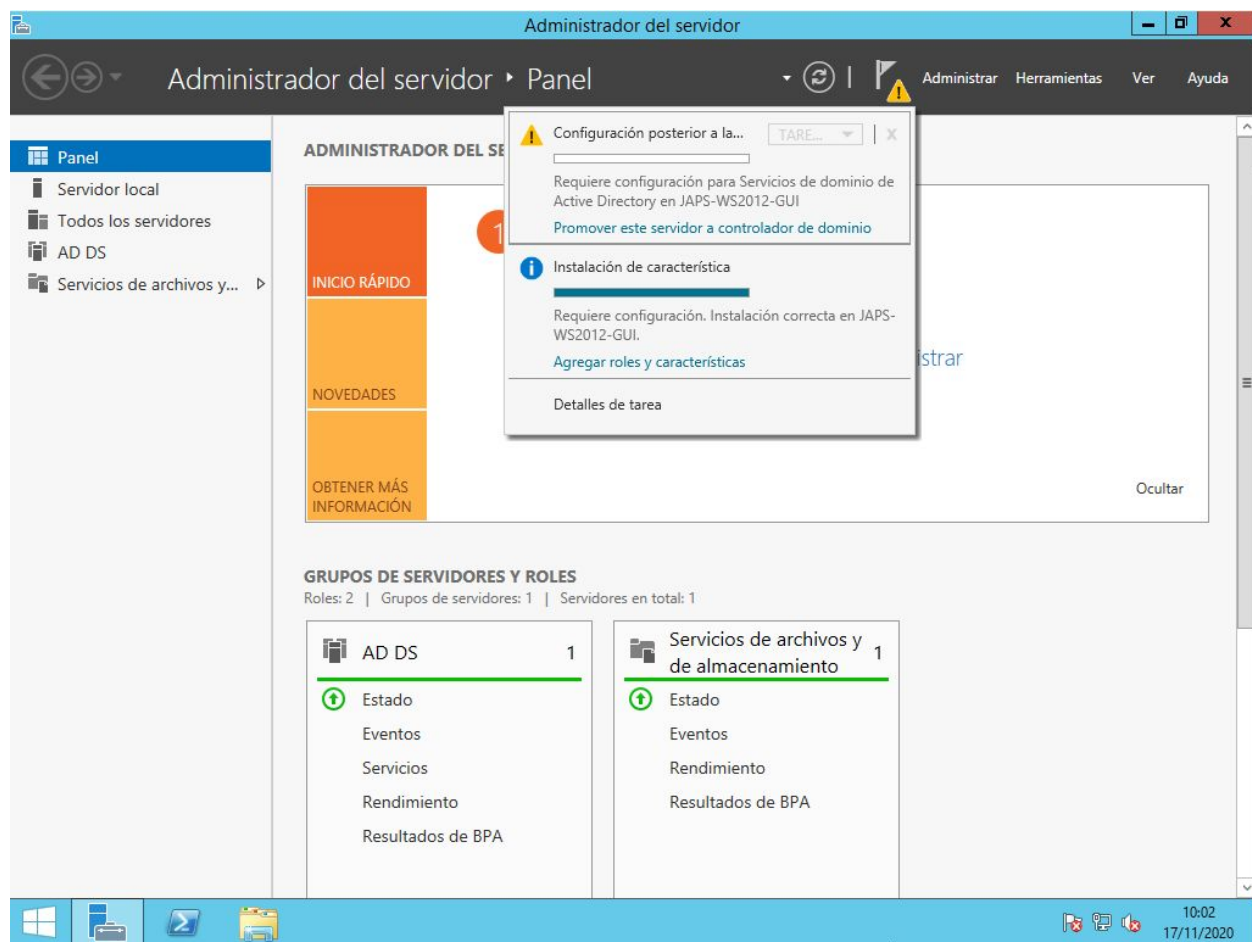 Administrador del servidor
Administrador del servidor ‣ Panel
Administrar Herramientas Ver Ayuda
Panel
Servidor local
Todos los servidores
AD DS
Servicios de archivos y...
ADMINISTRADOR DEL SE
INICIO RÁPIDO
NOVEDADES
OBTENER MÁS
INFORMACIÓN
1
istrar
Ocultar
Configuración posterior a la...
TARE...
X
Requiere configuración para Servicios de dominio de
Active Directory en JAPS-WS2012-GUI
Promover este servidor a controlador de dominio
Instalación de característica
Requiere configuración. Instalación correcta en JAPS-
WS2012-GUI.
Agregar roles y características
Detalles de tarea
GRUPOS DE SERVIDORES Y ROLES
Roles: 2 | Grupos de servidores: 1 | Servidores en total: 1
AD DS 1
Estado
Eventos
Servicios
Rendimiento
Resultados de BPA
Servicios de archivos y
de almacenamiento 1
Estado
Eventos
Rendimiento
Resultados de BPA
10:02
17/11/2020